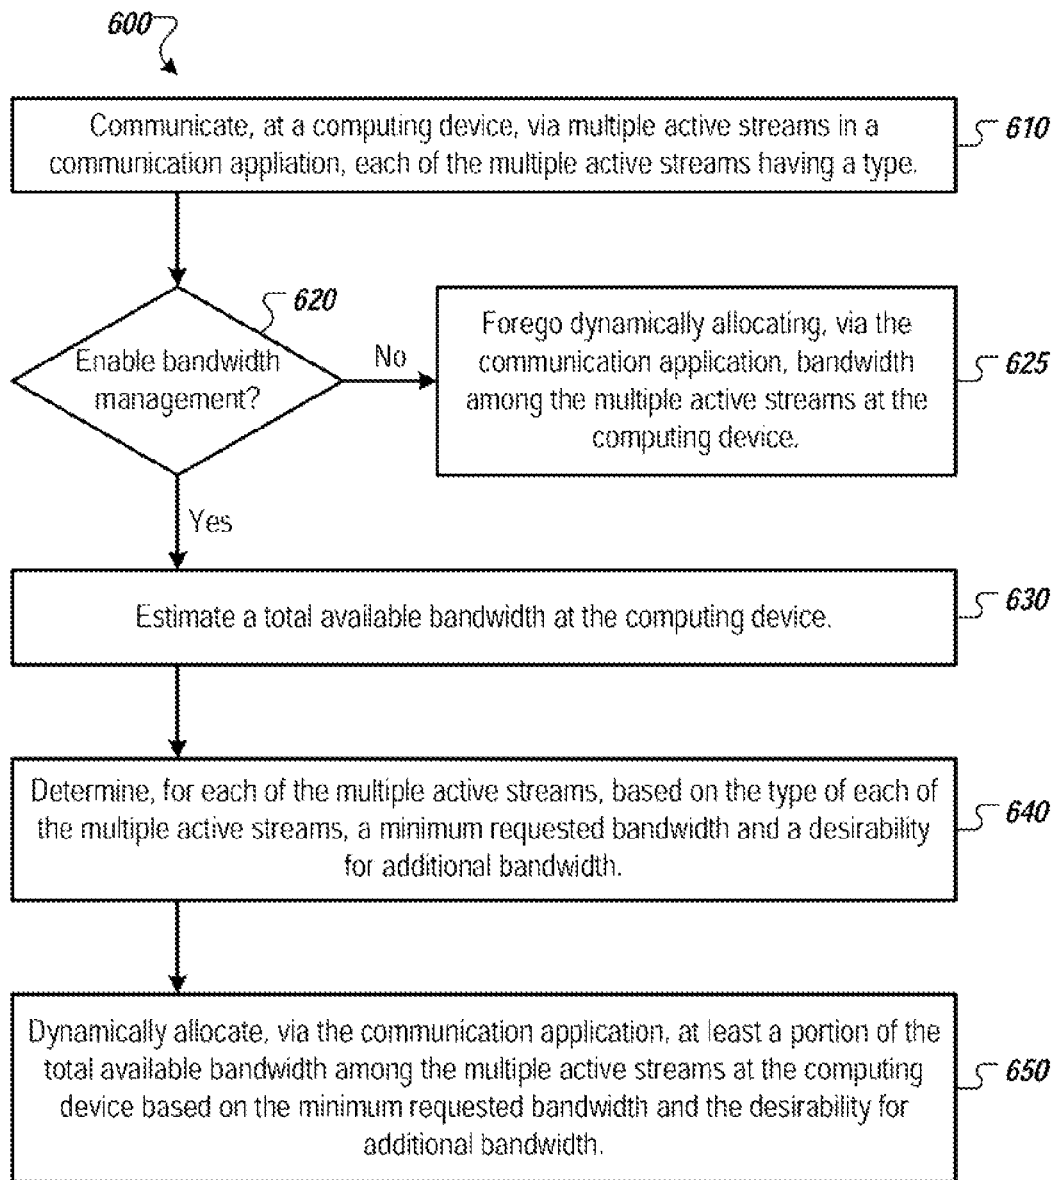 600
Communicate, at a computing device, via multiple active streams in a
communication appliation, each of the multiple active streams having a type.
610
620
Enable bandwidth
management?
No
Forego dynamically allocating, via the
communication application, bandwidth
among the multiple active streams at the
computing device.
625
Yes
Estimate a total available bandwidth at the computing device.
630
Determine, for each of the multiple active streams, based on the type of each of
the multiple active streams, a minimum requested bandwidth and a desirability
for additional bandwidth.
640
Dynamically allocate, via the communication application, at least a portion of the
total available bandwidth among the multiple active streams at the computing
device based on the minimum requested bandwidth and the desirability for
additional bandwidth.
650